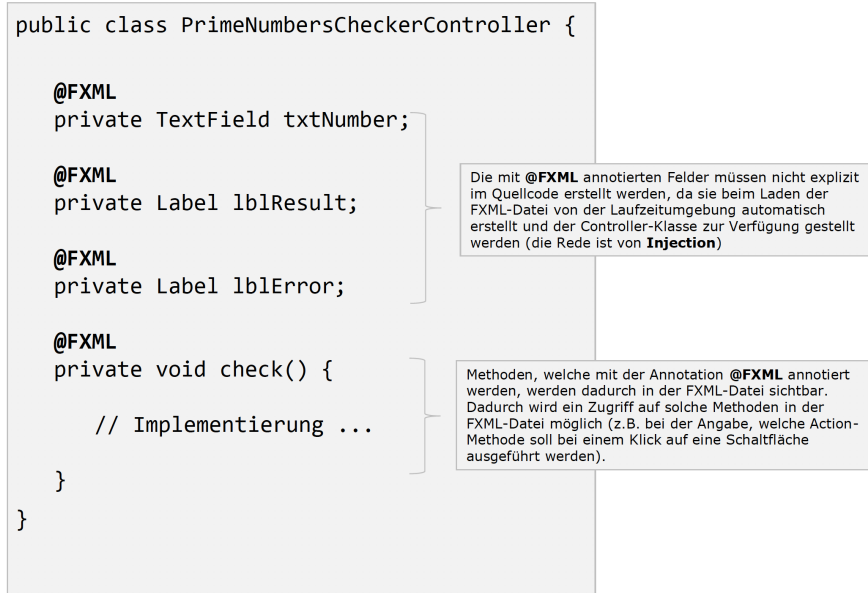 public class PrimeNumbersCheckerController {
@FXML
private TextField txtNumber;
@FXML
private Label lblResult;
@FXML
private Label lblError;
@FXML
private void check() {
// Implementierung ...
}
}
Die mit @FXML annotierten Felder müssen nicht explizit
im Quellcode erstellt werden, da sie beim Laden der
FXML-Datei von der Laufzeitumgebung automatisch
erstellt und der Controller-Klasse zur Verfügung gestellt
werden (die Rede ist von Injection)
Methoden, welche mit der Annotation @FXML annotiert
werden, werden dadurch in der FXML-Datei sichtbar.
Dadurch wird ein Zugriff auf solche Methoden in der
FXML-Datei möglich (z.B. bei der Angabe, welche Action-
Methode soll bei einem Klick auf eine Schaltfläche
ausgeführt werden).